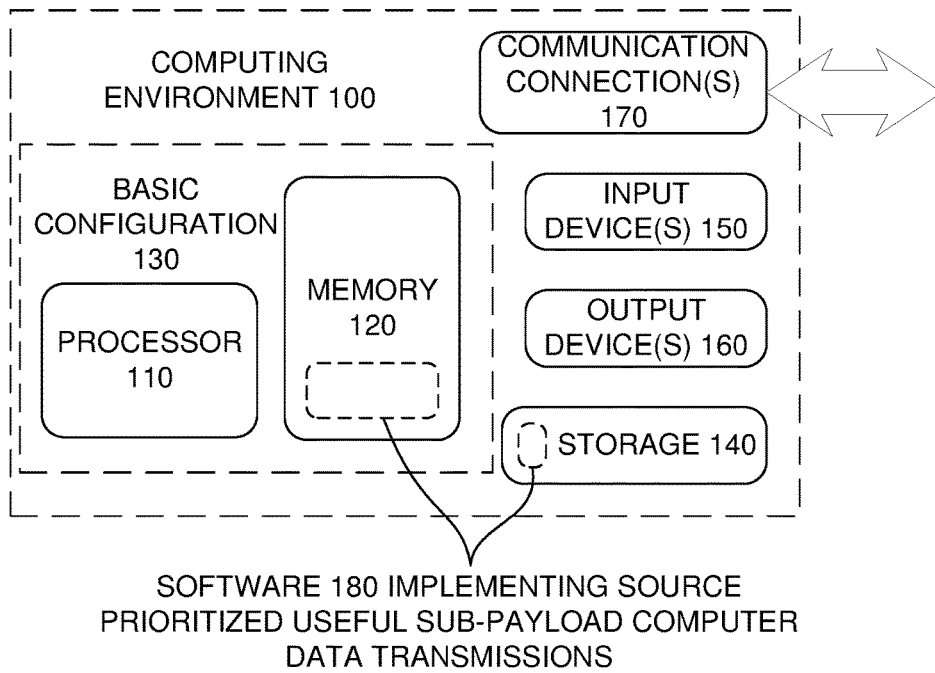 COMPUTING
ENVIRONMENT 100
COMMUNICATION
CONNECTION(S)
170
BASIC
CONFIGURATION
130
PROCESSOR
110
MEMORY
120
INPUT
DEVICE(S) 150
OUTPUT
DEVICE(S) 160
STORAGE 140
SOFTWARE 180 IMPLEMENTING SOURCE
PRIORITIZED USEFUL SUB-PAYLOAD COMPUTER
DATA TRANSMISSIONS